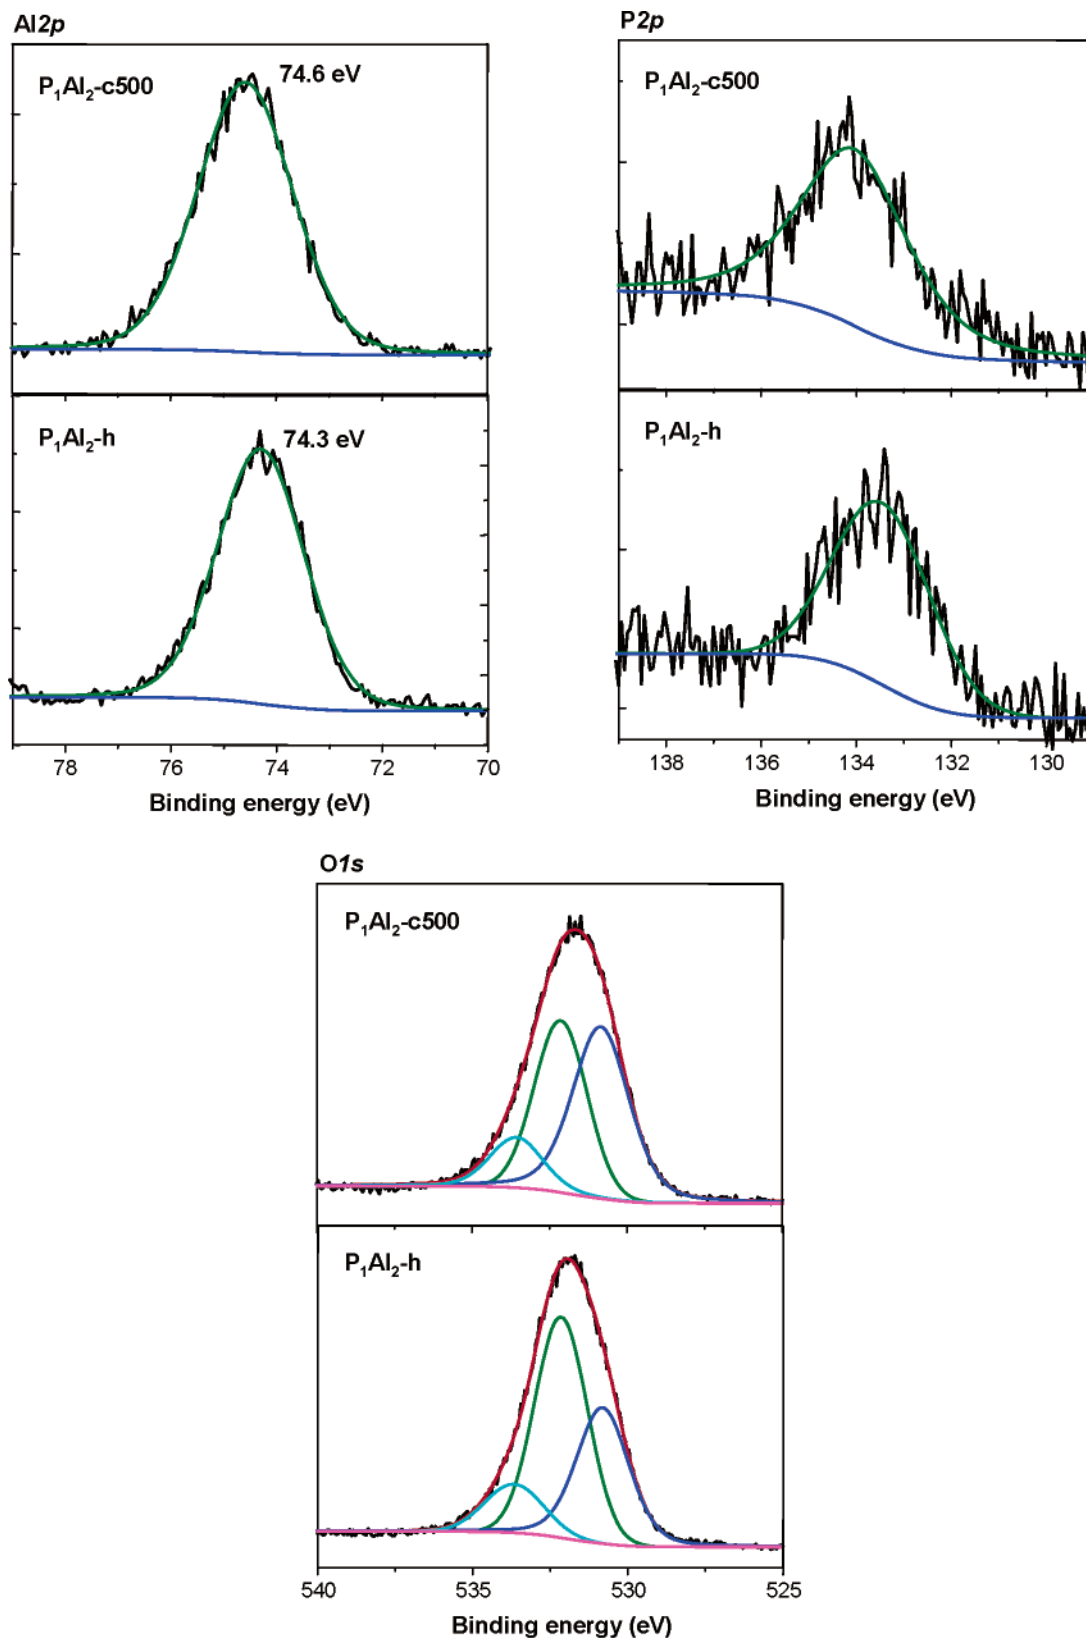 Al2p
P₁Al₂-c500
74.6 eV
P₁Al₂-h
74.3 eV
78 76 74 72 70
Binding energy (eV)
P2p
P₁Al₂-c500
P₁Al₂-h
138 136 134 132 130
Binding energy (eV)
O1s
P₁Al₂-c500
P₁Al₂-h
540 535 530 525
Binding energy (eV)